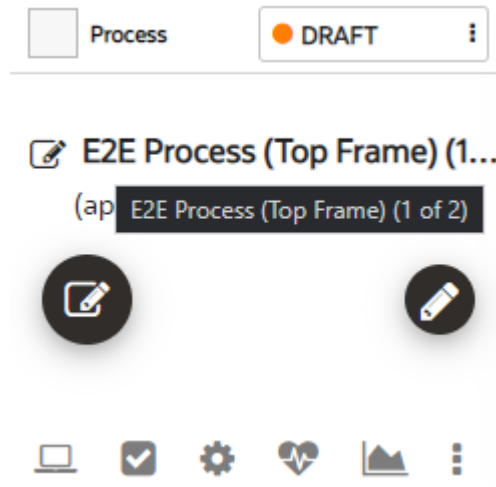 Process
DRAFT
E2E Process (Top Frame) (1...
(ap
E2E Process (Top Frame) (1 of 2)